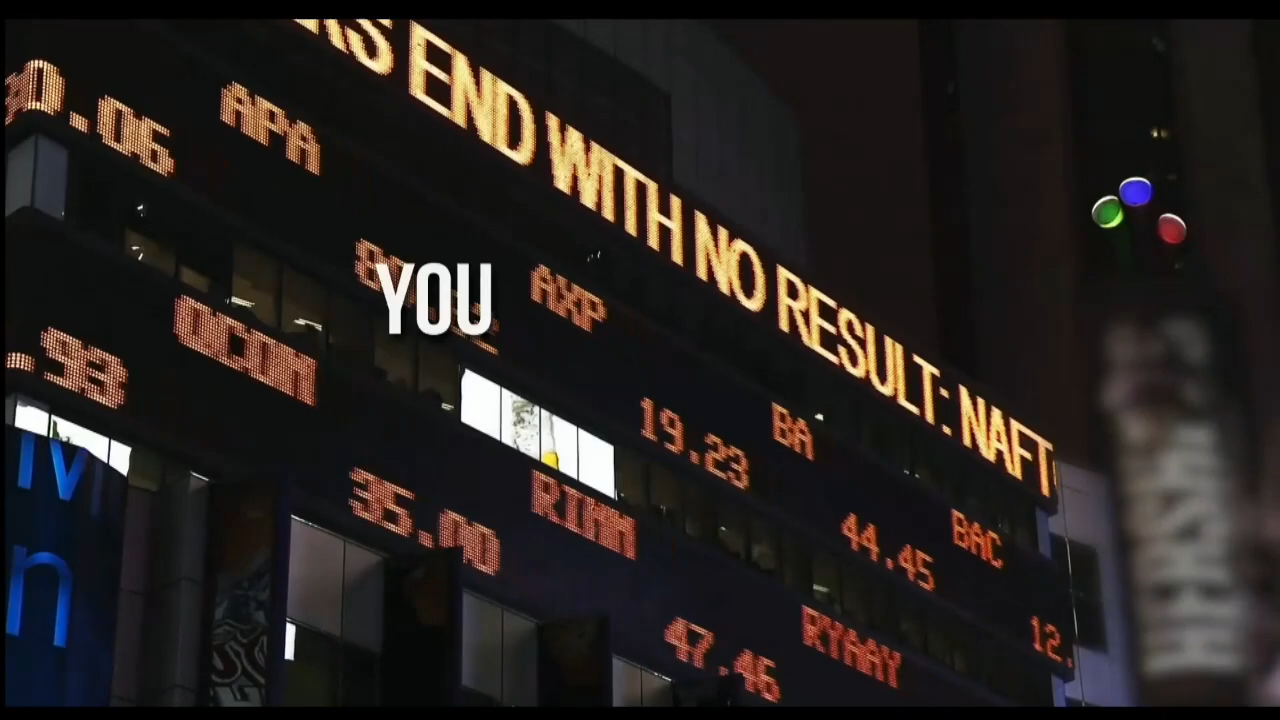 END WITH NO RESULT: NAFT
0.06 APA
YOU
AXP
19.23 BA
44.45 BAC
12.
.93 QCOM
35.00 RIMM
47.46 RYAAY
n